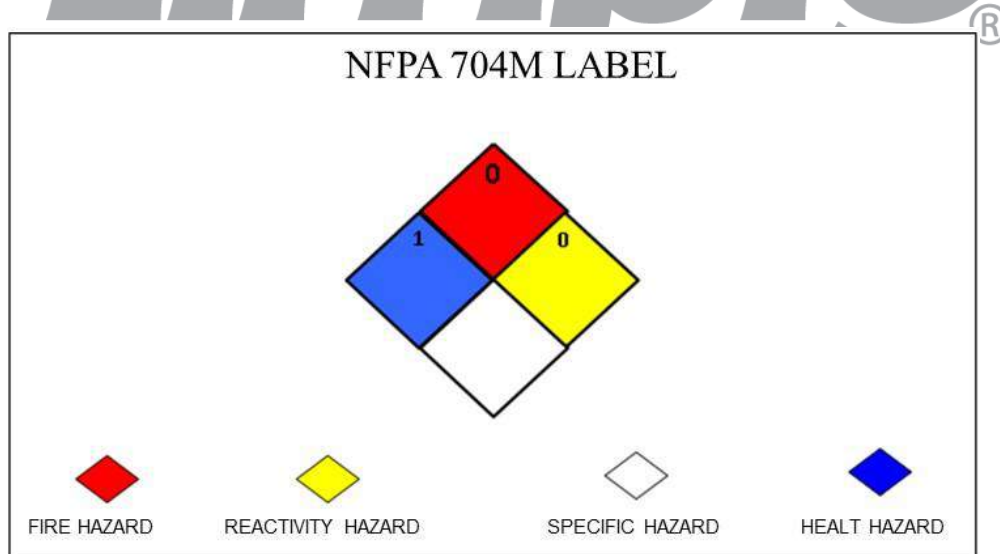 ®
NFPA 704M LABEL
0
1
0
FIRE HAZARD
REACTIVITY HAZARD
SPECIFIC HAZARD
HEALT HAZARD